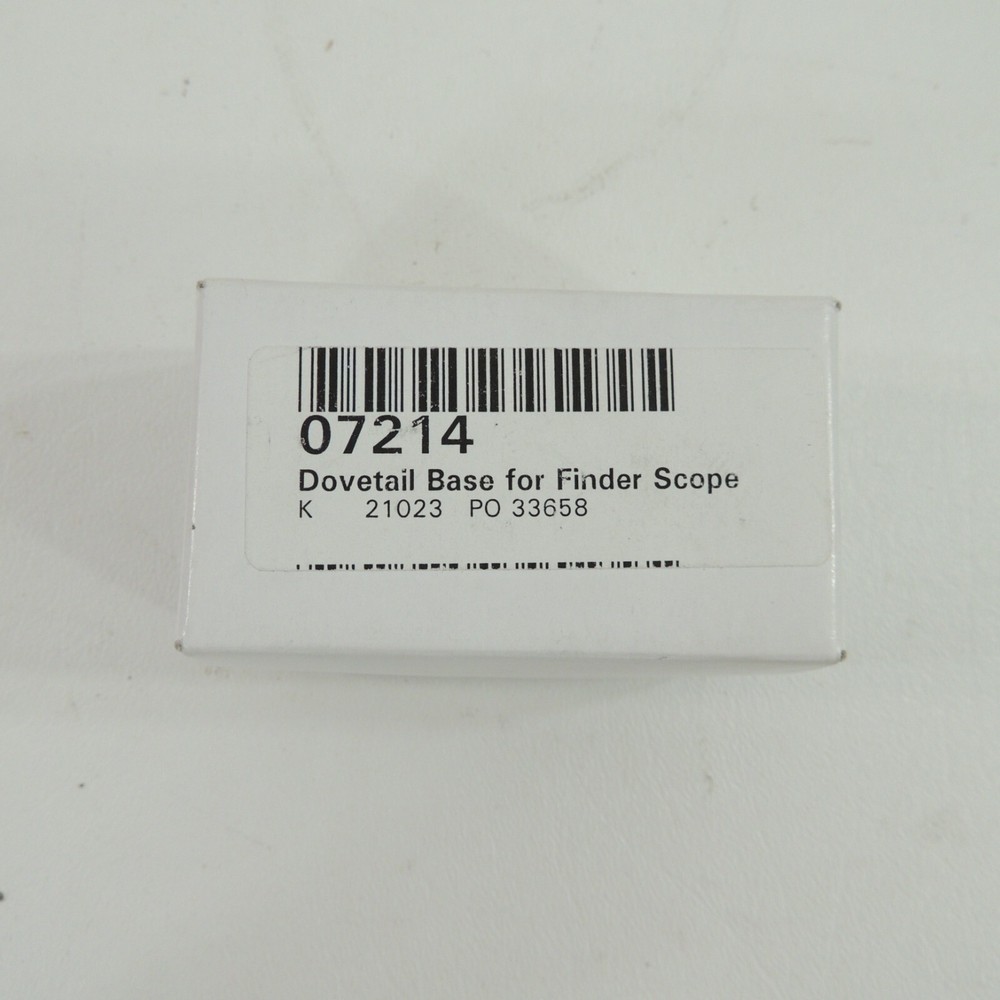 07214
Dovetail Base for Finder Scope
K 21023 PO 33658